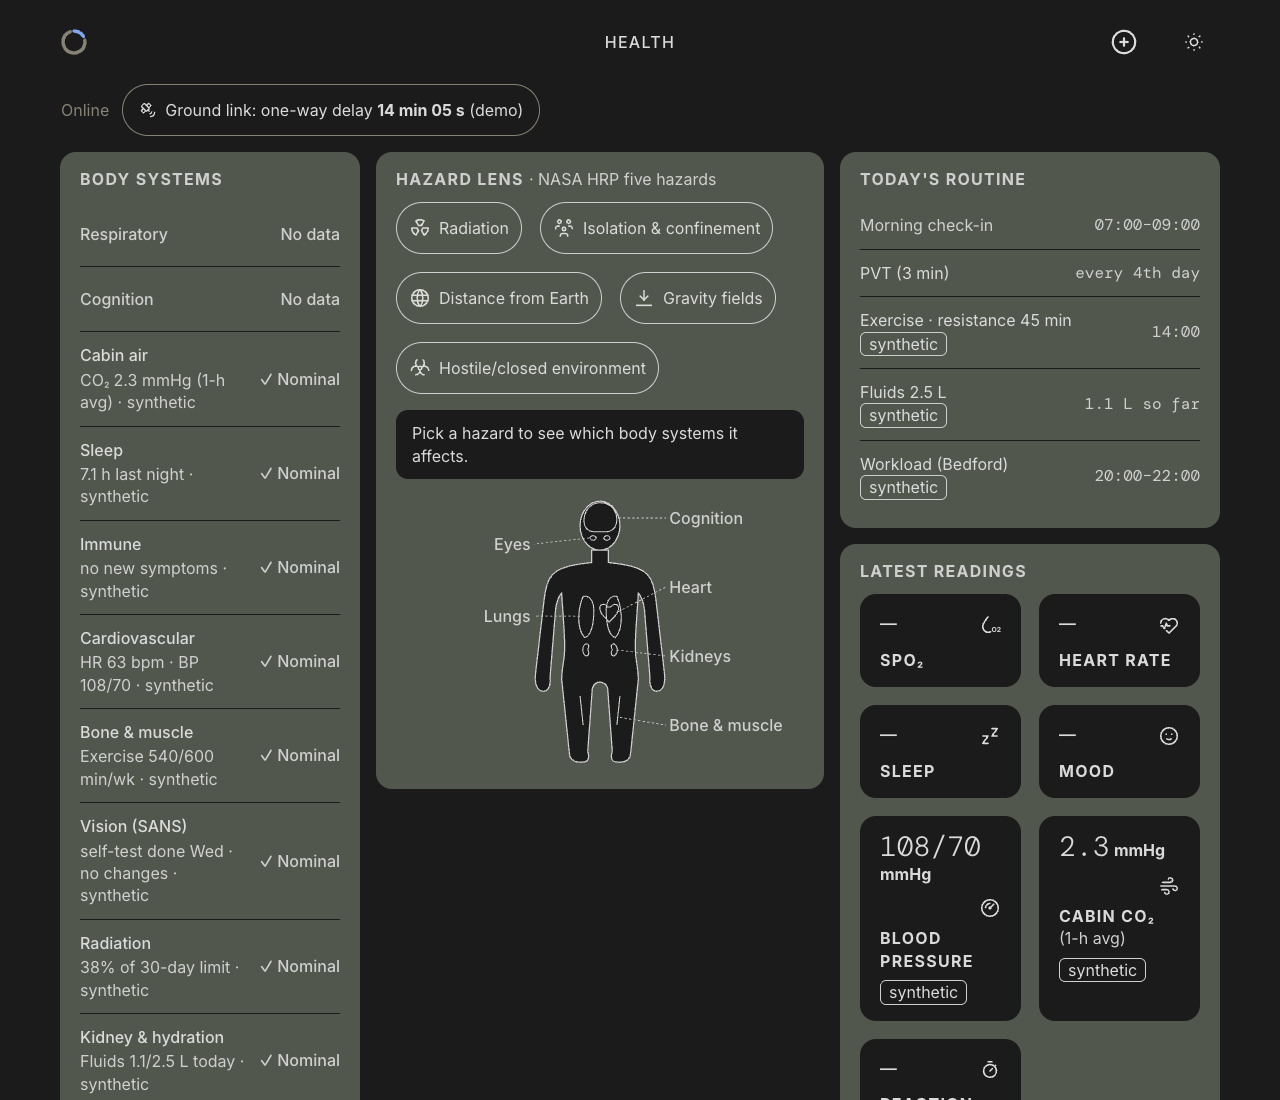 HEALTH
Online
Ground link: one-way delay 14 min 05 s (demo)
BODY SYSTEMS
Respiratory No data
Cognition No data
Cabin air
CO₂ 2.3 mmHg (1-h
avg) · synthetic
✓ Nominal
Sleep
7.1 h last night ·
synthetic
✓ Nominal
Immune
no new symptoms ·
synthetic
✓ Nominal
Cardiovascular
HR 63 bpm · BP
108/70 · synthetic
✓ Nominal
Bone & muscle
Exercise 540/600
min/wk · synthetic
✓ Nominal
Vision (SANS)
self-test done Wed ·
no changes ·
synthetic
✓ Nominal
Radiation
38% of 30-day limit ·
synthetic
✓ Nominal
Kidney & hydration
Fluids 1.1/2.5 L today ·
synthetic
✓ Nominal
HAZARD LENS · NASA HRP five hazards
Radiation
Isolation & confinement
Distance from Earth
Gravity fields
Hostile/closed environment
Pick a hazard to see which body systems it
affects.
Cognition
Eyes
Heart
Lungs
Kidneys
Bone & muscle
TODAY'S ROUTINE
Morning check-in 07:00–09:00
PVT (3 min) every 4th day
Exercise · resistance 45 min
synthetic
14:00
Fluids 2.5 L
synthetic
1.1 L so far
Workload (Bedford)
synthetic
20:00–22:00
LATEST READINGS
—
O2
SPO₂
—
HEART RATE
—
zZ
SLEEP
—
MOOD
108/70
mmHg
BLOOD
PRESSURE
synthetic
2.3 mmHg
CABIN CO₂
(1-h avg)
synthetic
—
REACTION